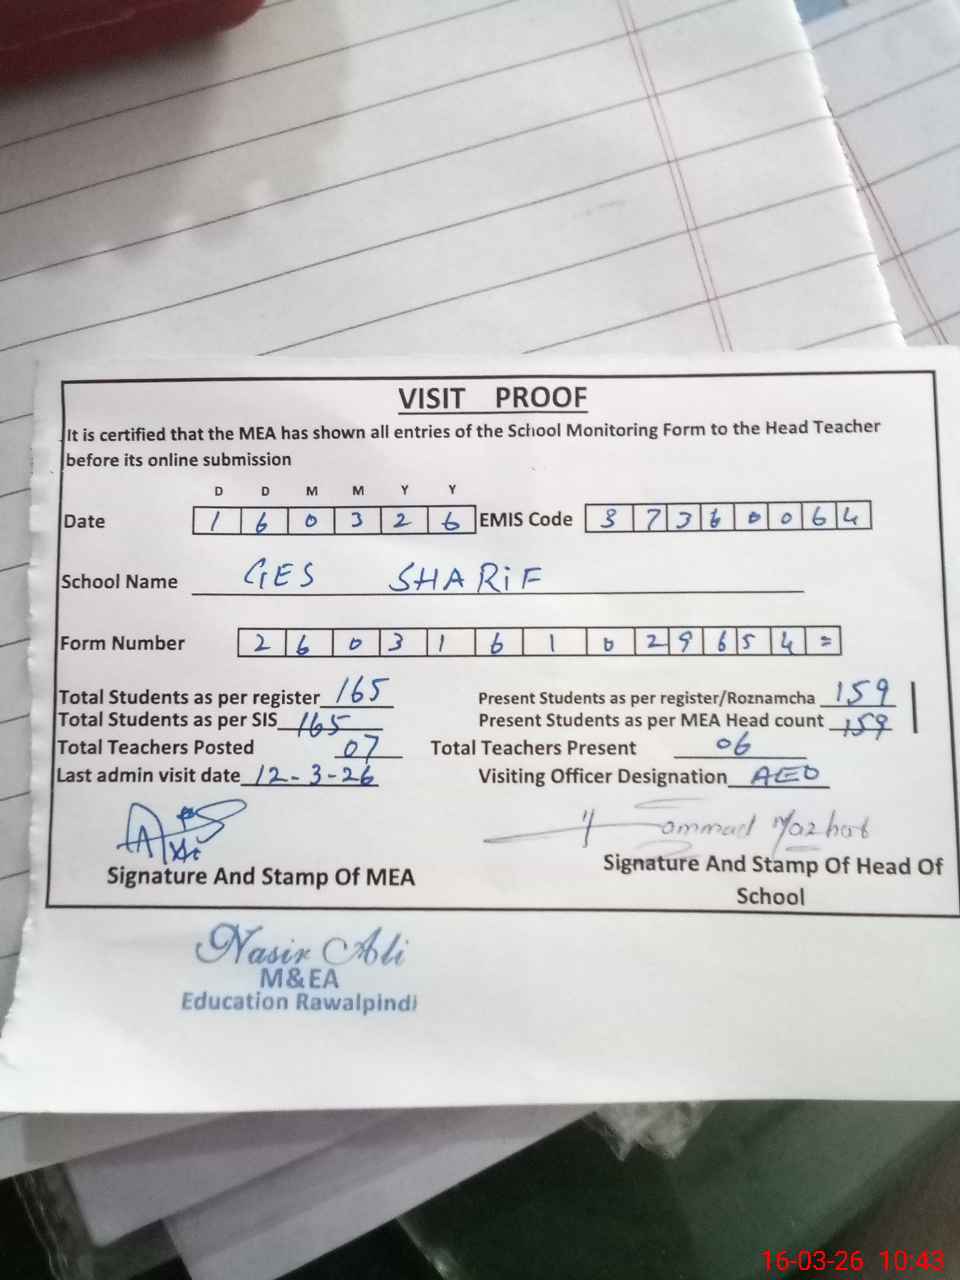 VISIT PROOF
It is certified that the MEA has shown all entries of the School Monitoring Form to the Head Teacher
before its online submission
D D M M Y Y
Date 1 6 0 3 2 6 EMIS Code 3 7 3 6 0 0 6 4
School Name GES SHARIF
Form Number 2 6 0 3 1 6 1 0 2 9 6 5 4 =
Total Students as per register 165 Present Students as per register/Roznamcha 159
Total Students as per SIS 165 Present Students as per MEA Head count 159
Total Teachers Posted 07 Total Teachers Present 06
Last admin visit date 12-3-26 Visiting Officer Designation AEO
Mazhar
Signature And Stamp Of MEA Signature And Stamp Of Head Of
School
Nasir Ali
M&EA
Education Rawalpindi
16-03-26 10:43